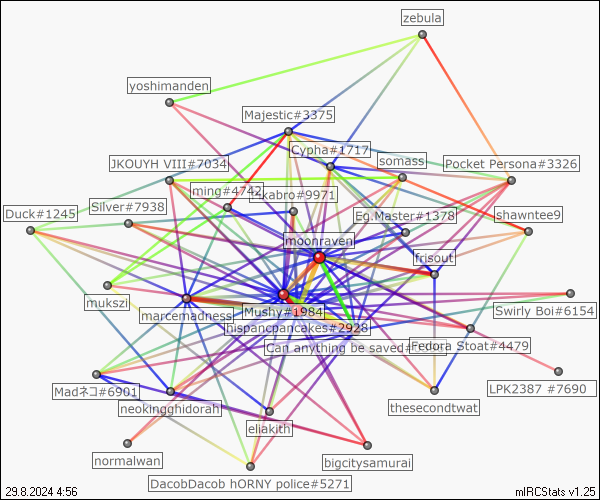 zebula
yoshimanden
Majestic#3375
Cypha#1717
JKOUYH VIII#7034
somass
Pocket Persona#3326
ming#4742
kabro#9971
Silver#7938
Duck#1245
Eg.Master#1378
shawntee9
moonraven
frisout
mukszi
marcemadness
Mushy#1984
Swirly Boi#6154
hispancpancakes#2928
Can anything be saved#
Fedora Stoat#4479
Madネコ#6901
LPK2387 #7690
neokingghidorah
thesecondtwat
eliakith
normalwan
bigcitysamurai
DacobDacob hORNY police#5271
29.8.2024 4:56
mIRCStats v1.25